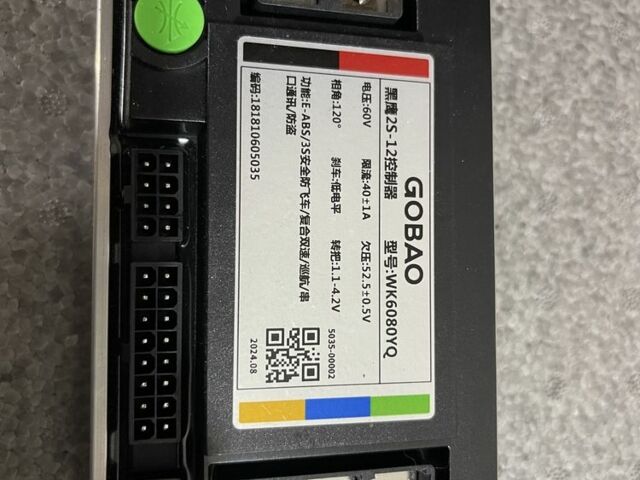 GOBAO
黑鹰2S-12控制器 型号:WK6080YQ
电压:60V 限流:40±1A 欠压:52.5±0.5V
相角:120° 刹车:低电平 转把:1.1-4.2V
功能:E-ABS/3S安全防飞车/复合双速/巡航/串
口通讯/防盗
编码:181810605035
5035-00002
2024.08